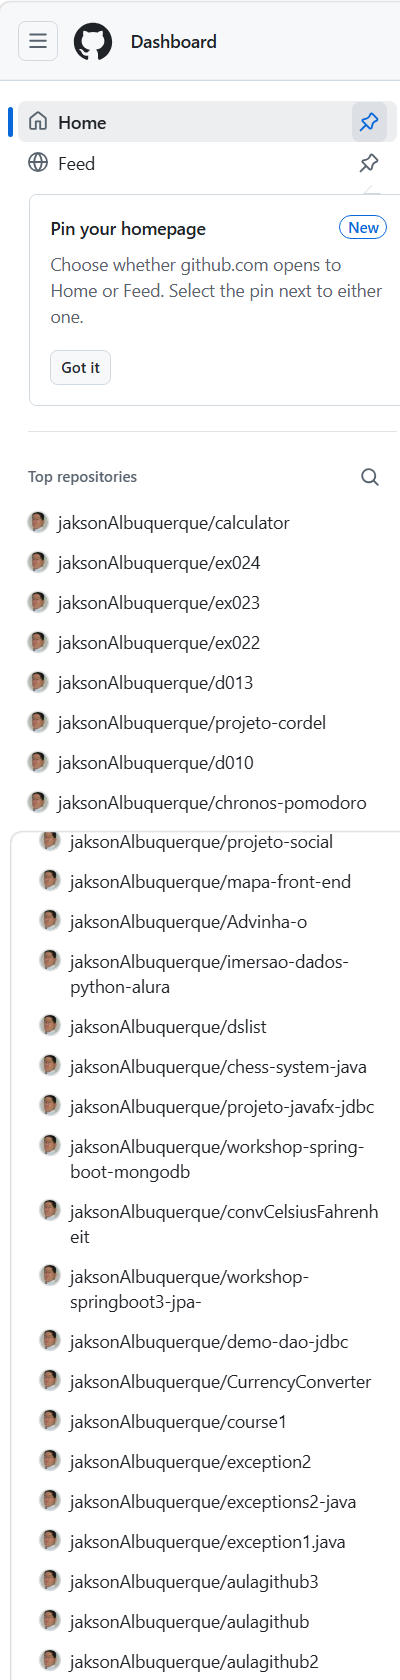 Dashboard
Home
Feed
Pin your homepage
New
Choose whether github.com opens to
Home or Feed. Select the pin next to either
one.
Got it
Top repositories
jaksonAlbuquerque/calculator
jaksonAlbuquerque/ex024
jaksonAlbuquerque/ex023
jaksonAlbuquerque/ex022
jaksonAlbuquerque/d013
jaksonAlbuquerque/projeto-cordel
jaksonAlbuquerque/d010
jaksonAlbuquerque/chronos-pomodoro
jaksonAlbuquerque/projeto-social
jaksonAlbuquerque/mapa-front-end
jaksonAlbuquerque/Advinha-o
jaksonAlbuquerque/imersao-dados-
python-alura
jaksonAlbuquerque/dslist
jaksonAlbuquerque/chess-system-java
jaksonAlbuquerque/projeto-javafx-jdbc
jaksonAlbuquerque/workshop-spring-
boot-mongodb
jaksonAlbuquerque/convCelsiusFahrenh
eit
jaksonAlbuquerque/workshop-
springboot3-jpa-
jaksonAlbuquerque/demo-dao-jdbc
jaksonAlbuquerque/CurrencyConverter
jaksonAlbuquerque/course1
jaksonAlbuquerque/exception2
jaksonAlbuquerque/exceptions2-java
jaksonAlbuquerque/exception1.java
jaksonAlbuquerque/aulagithub3
jaksonAlbuquerque/aulagithub
jaksonAlbuquerque/aulagithub2